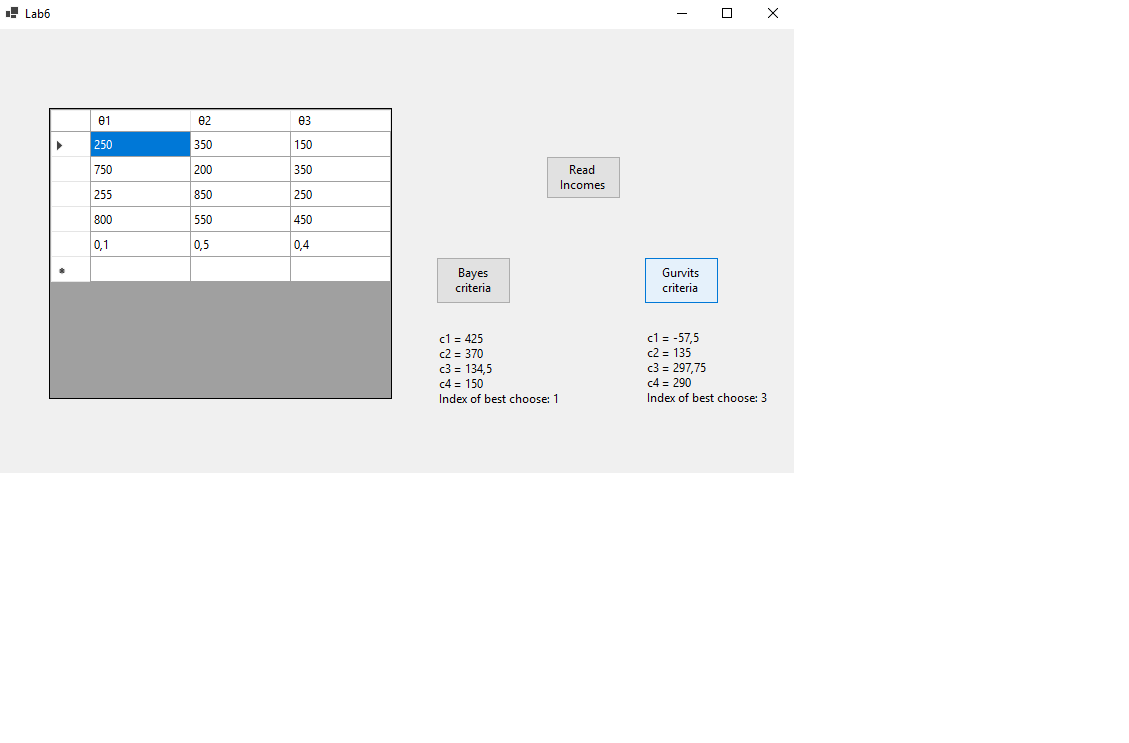 Lab6
θ1 θ2 θ3
250 350 150
750 200 350
255 850 250
800 550 450
0,1 0,5 0,4
Read
Incomes
Bayes
criteria
Gurvits
criteria
c1 = 425
c2 = 370
c3 = 134,5
c4 = 150
Index of best choose: 1
c1 = -57,5
c2 = 135
c3 = 297,75
c4 = 290
Index of best choose: 3